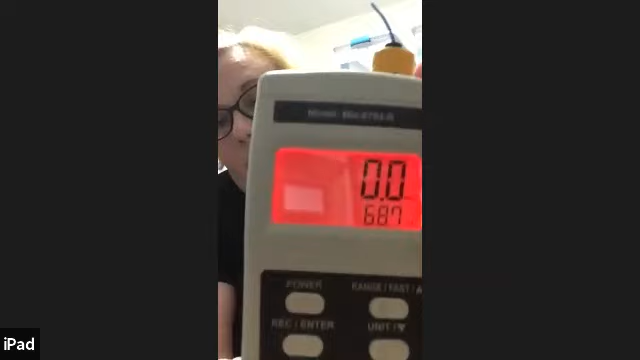 0.0
687
POWER
RANGE / FAST /
REC / ENTER
UNIT /▼
iPad